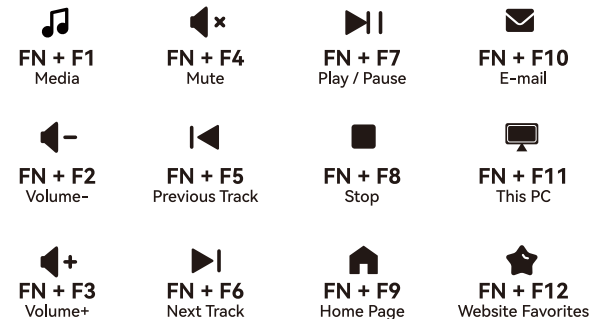 FN + F1
Media
FN + F4
Mute
FN + F7
Play / Pause
FN + F10
E-mail
FN + F2
Volume-
FN + F5
Previous Track
FN + F8
Stop
FN + F11
This PC
FN + F3
Volume+
FN + F6
Next Track
FN + F9
Home Page
FN + F12
Website Favorites